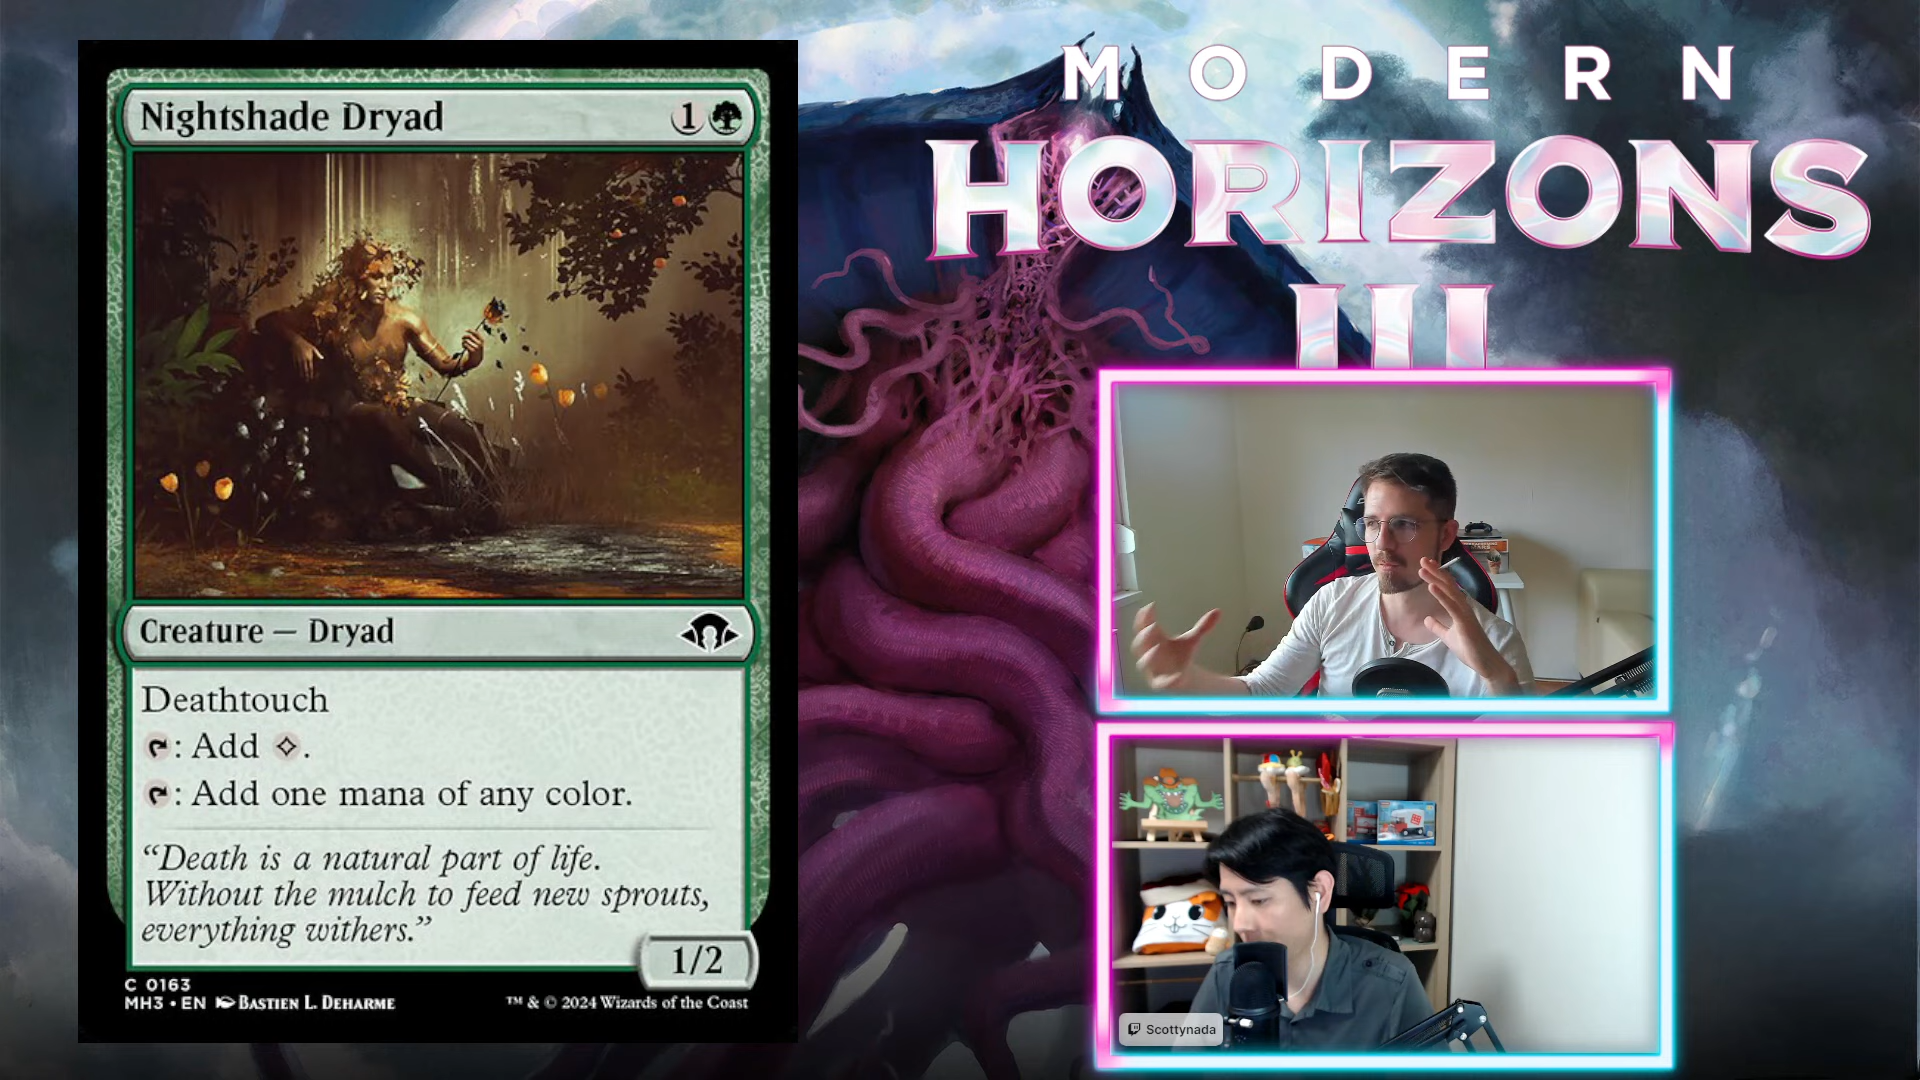 Nightshade Dryad 1
Creature — Dryad
Deathtouch
: Add .
: Add one mana of any color.
“Death is a natural part of life.
Without the mulch to feed new sprouts,
everything withers.”
1/2
C 0163
MH3 • EN BASTIEN L. DEHARME
™ & © 2024 Wizards of the Coast
MODERN
HORIZONS
III
Scottynada